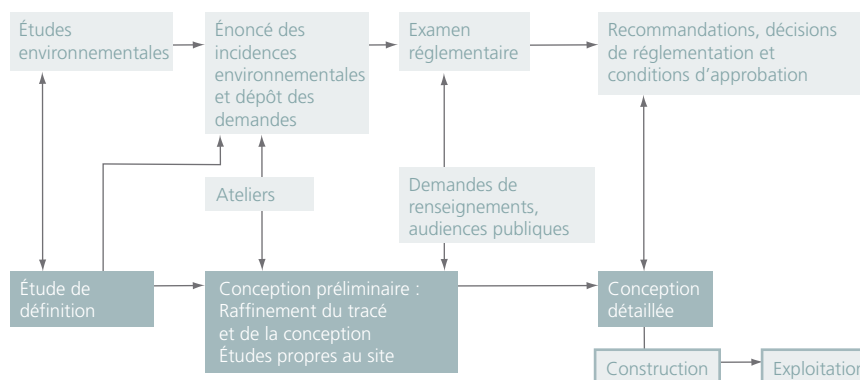 Études
environnementales
Énoncé des
incidences
environnementales
et dépôt des
demandes
Examen
réglementaire
Recommandations, décisions
de réglementation et
conditions d'approbation
Ateliers
Demandes de
renseignements,
audiences publiques
Étude de
définition
Conception préliminaire :
Raffinement du tracé
et de la conception
Études propres au site
Conception
détaillée
Construction
Exploitation